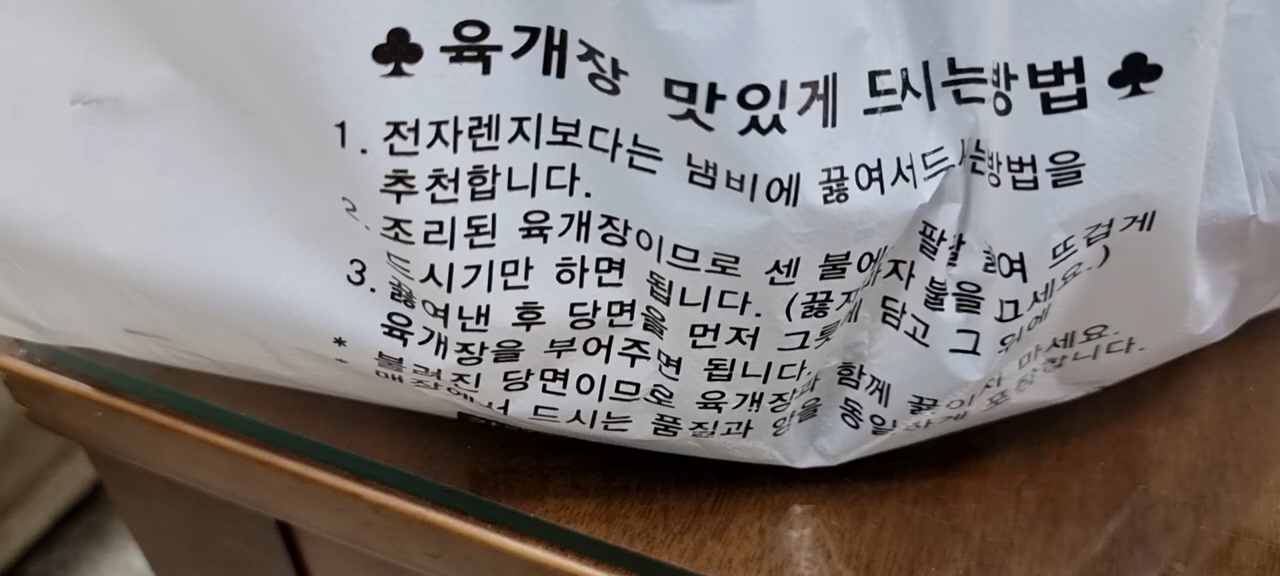 ♣ 육개장 맛있게 드시는방법 ♣
1. 전자렌지보다는 냄비에 끓여서드시는방법을
추천합니다.
2. 조리된 육개장이므로 센 불에 팔팔 끓여 뜨겁게
드시기만 하면 됩니다. (끓자마자 불을 끄세요.)
3. 끓여낸 후 당면을 먼저 그릇에 담고 그 위에
육개장을 부어주면 됩니다.
* 불려진 당면이므로 육개장과 함께 끓이지 마세요.
* 매장에서 드시는 품질과 양을 동일하게 포장합니다.